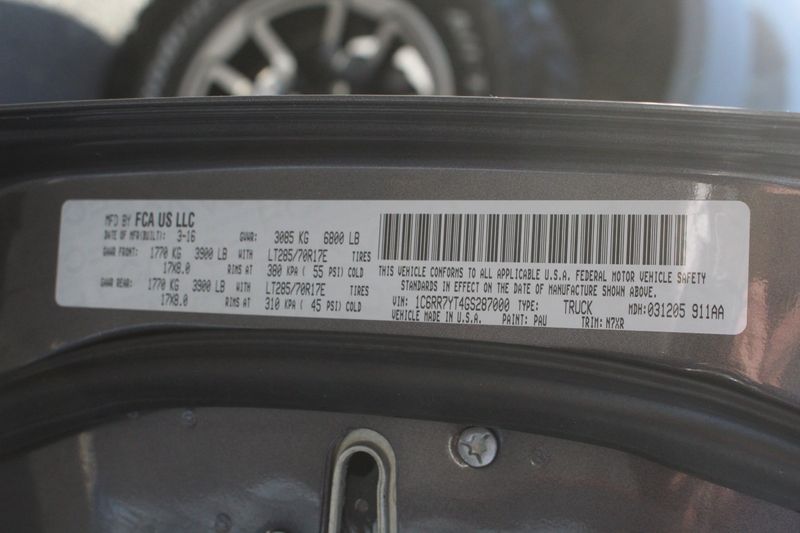 MFD BY FCA US LLC
DATE OF MFR(BUILT): 3-16 GVWR: 3085 KG 6800 LB
GAWR FRONT: 1770 KG 3900 LB WITH LT285/70R17E TIRES
17X8.0 RIMS AT 380 KPA ( 55 PSI) COLD
GAWR REAR: 1770 KG 3900 LB WITH LT285/70R17E TIRES
17X8.0 RIMS AT 310 KPA ( 45 PSI) COLD
THIS VEHICLE CONFORMS TO ALL APPLICABLE U.S.A. FEDERAL MOTOR VEHICLE SAFETY
STANDARDS IN EFFECT ON THE DATE OF MANUFACTURE SHOWN ABOVE.
VIN: 1C6RR7YT4GS287000 TYPE: TRUCK MDH: 031205 911AA
VEHICLE MADE IN U.S.A. PAINT: PAU TRIM: N7XR